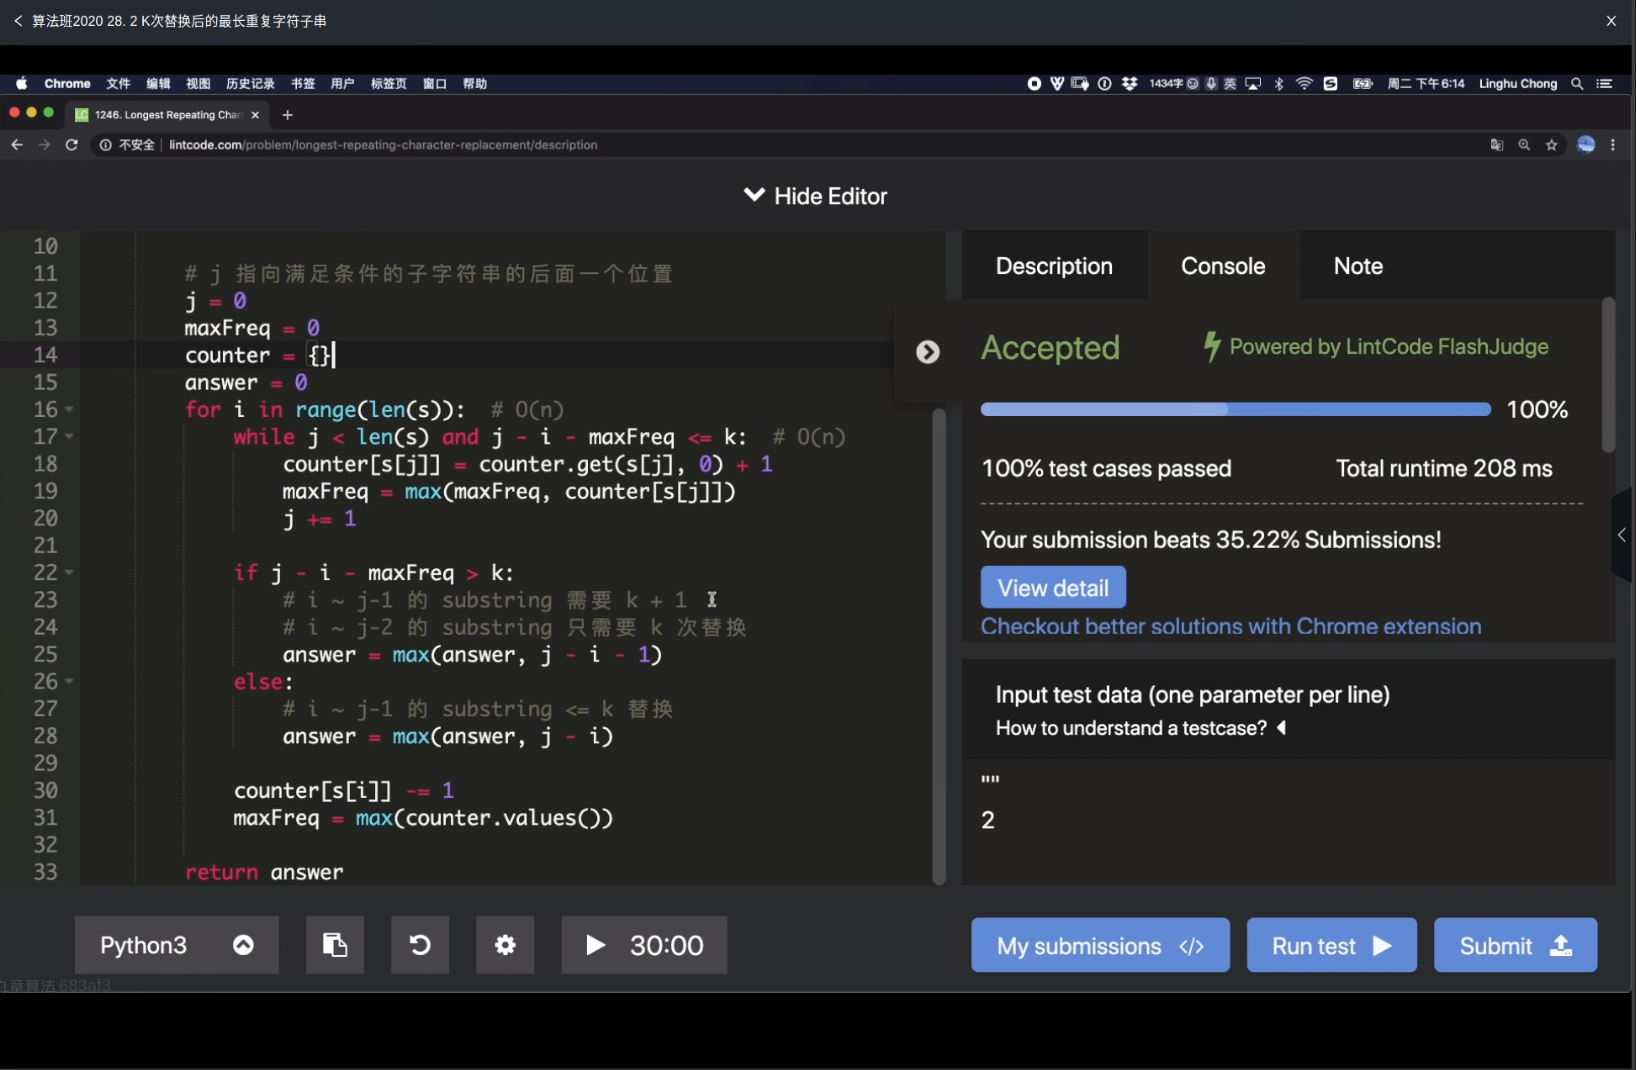 算法班2020 28. 2 K次替换后的最长重复字符子串
Chrome 文件 编辑 视图 历史记录 书签 用户 标签页 窗口 帮助 1434字 英 周二 下午6:14 Linghu Chong
1246. Longest Repeating Char
不安全 | lintcode.com/problem/longest-repeating-character-replacement/description
Hide Editor
10
11 # j 指向满足条件的子字符串的后面一个位置
12 j = 0
13 maxFreq = 0
14 counter = {}
15 answer = 0
16 for i in range(len(s)): # O(n)
17 while j < len(s) and j - i - maxFreq <= k: # O(n)
18 counter[s[j]] = counter.get(s[j], 0) + 1
19 maxFreq = max(maxFreq, counter[s[j]])
20 j += 1
21
22 if j - i - maxFreq > k:
23 # i ~ j-1 的 substring 需要 k + 1
24 # i ~ j-2 的 substring 只需要 k 次替换
25 answer = max(answer, j - i - 1)
26 else:
27 # i ~ j-1 的 substring <= k 替换
28 answer = max(answer, j - i)
29
30 counter[s[i]] -= 1
31 maxFreq = max(counter.values())
32
33 return answer
Description Console Note
Accepted Powered by LintCode FlashJudge
100%
100% test cases passed Total runtime 208 ms
Your submission beats 35.22% Submissions!
View detail
Checkout better solutions with Chrome extension
Input test data (one parameter per line)
How to understand a testcase?
""
2
Python3 30:00 My submissions </> Run test Submit
章算法 683af3